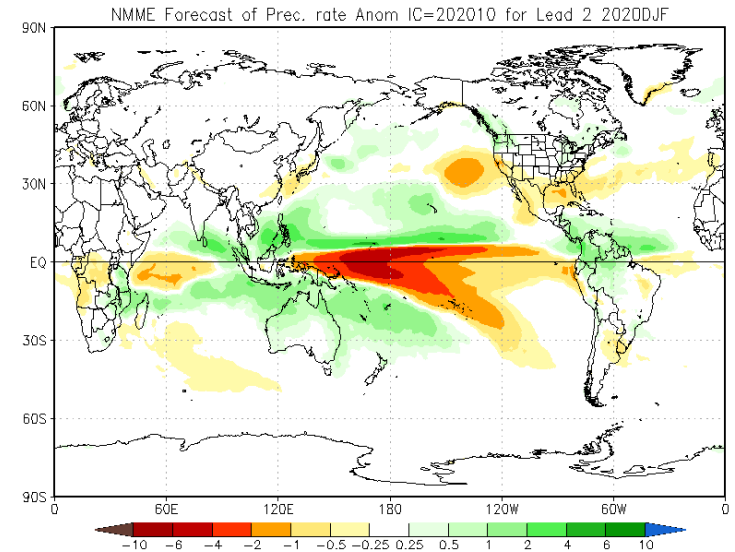 NMME Forecast of Prec. rate Anom IC=202010 for Lead 2 2020DJF
90N
60N
30N
EQ
30S
60S
90S
0 60E 120E 180 120W 60W 0
-10 -6 -4 -2 -1 -0.5 -0.25 0.25 0.5 1 2 4 6 10